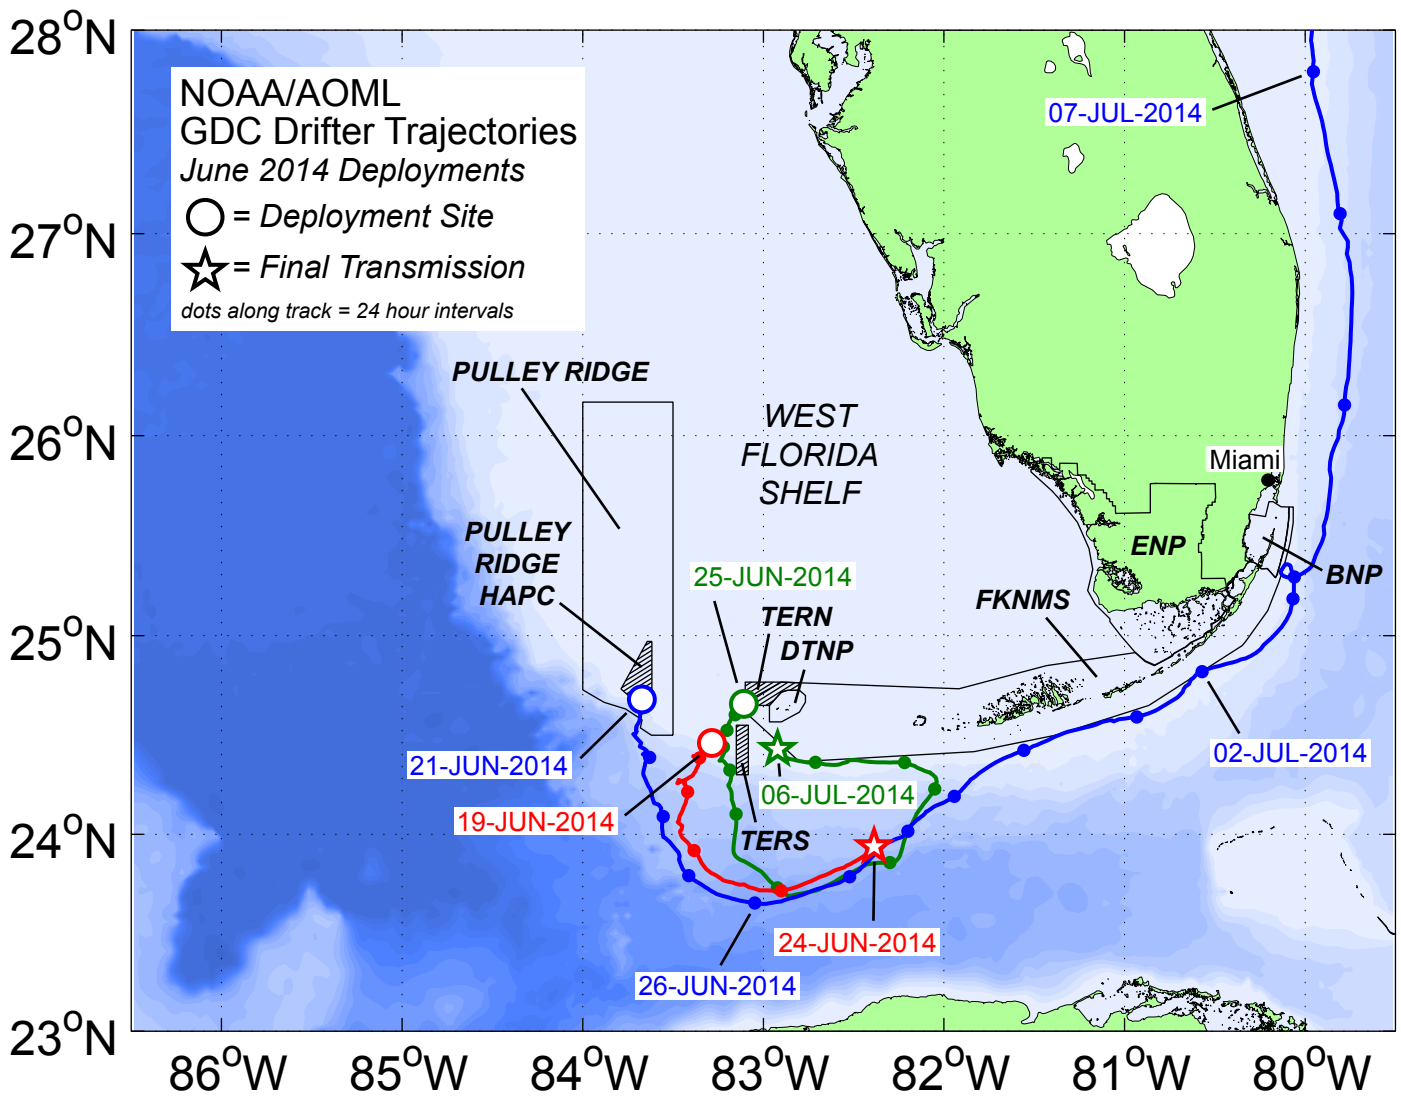 28°N
27°N
26°N
25°N
24°N
23°N
NOAA/AOML
GDC Drifter Trajectories
June 2014 Deployments
= Deployment Site
= Final Transmission
dots along track = 24 hour intervals
07-JUL-2014
PULLEY RIDGE
WEST
FLORIDA
SHELF
Miami
PULLEY
RIDGE
HAPC
ENP
BNP
25-JUN-2014
TERN
DTNP
FKNMS
21-JUN-2014
02-JUL-2014
06-JUL-2014
19-JUN-2014
TERS
24-JUN-2014
26-JUN-2014
86°W
85°W
84°W
83°W
82°W
81°W
80°W